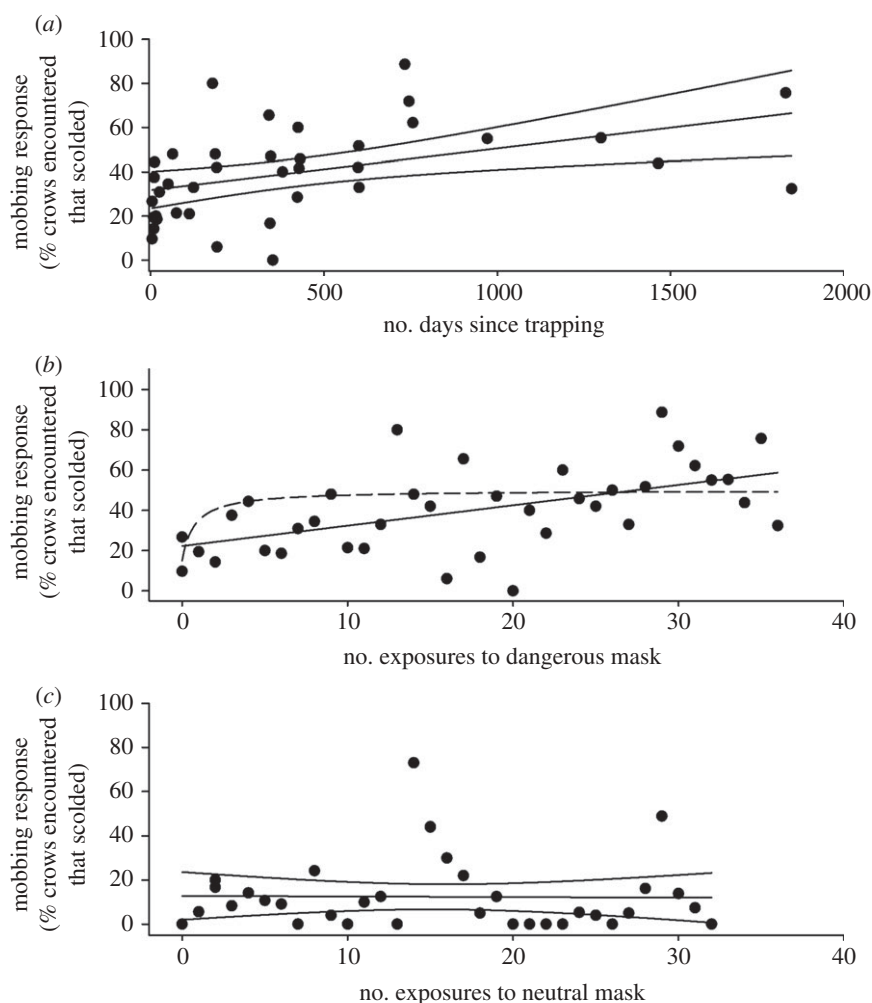 (a)
mobbing response
(% crows encountered
that scolded)
100
80
60
40
20
0
0 500 1000 1500 2000
no. days since trapping
(b)
mobbing response
(% crows encountered
that scolded)
100
80
60
40
20
0
0 10 20 30 40
no. exposures to dangerous mask
(c)
mobbing response
(% crows encountered
that scolded)
100
80
60
40
20
0
0 10 20 30 40
no. exposures to neutral mask